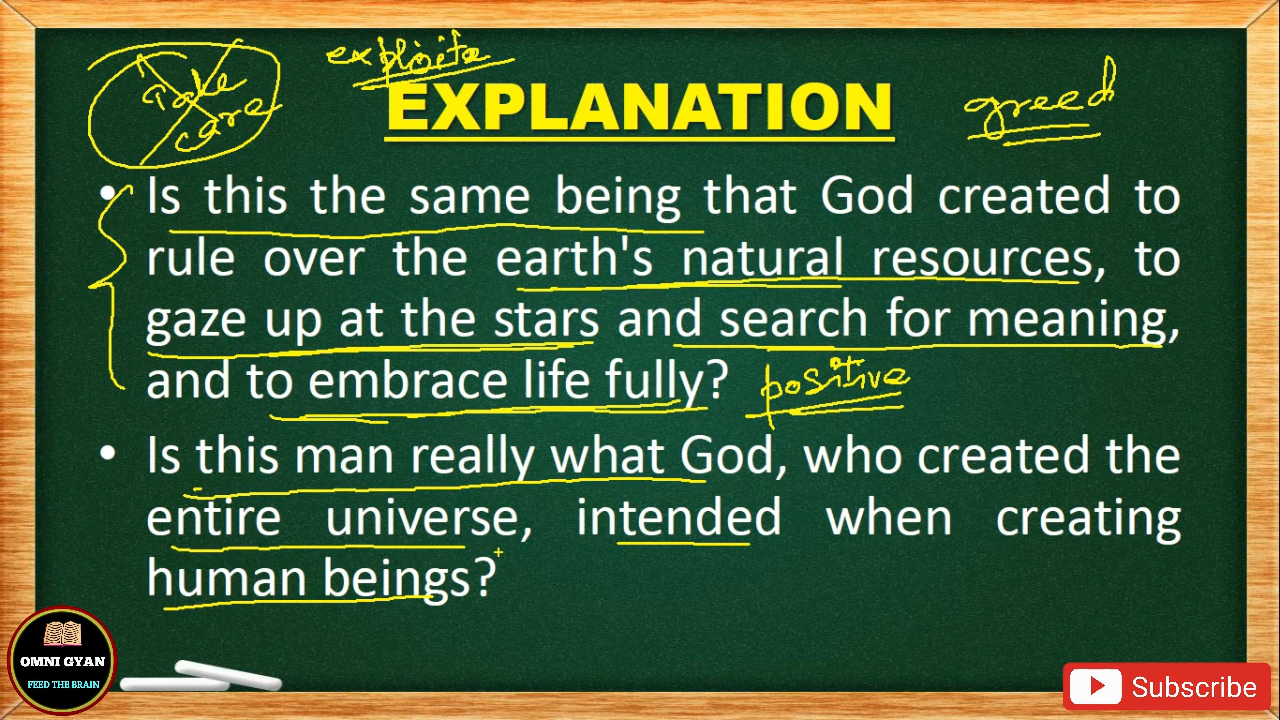 exploite
Take
care
greed
EXPLANATION
• Is this the same being that God created to
rule over the earth's natural resources, to
gaze up at the stars and search for meaning,
and to embrace life fully? positive
• Is this man really what God, who created the
entire universe, intended when creating
human beings?
OMNI GYAN
FEED THE BRAIN
Subscribe